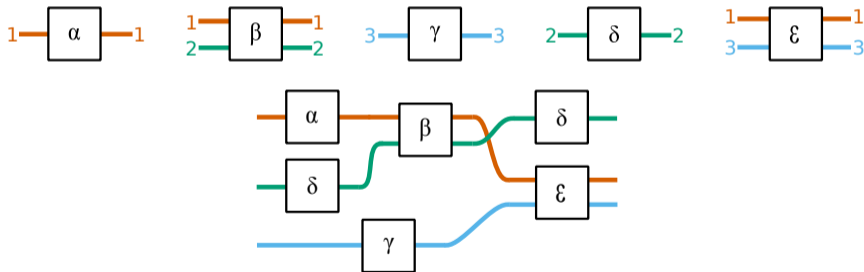 1 α 1 1 2 β 1 2 3 γ 3 2 δ 2 1 3 ε 1 3
α β δ
δ ε
γ